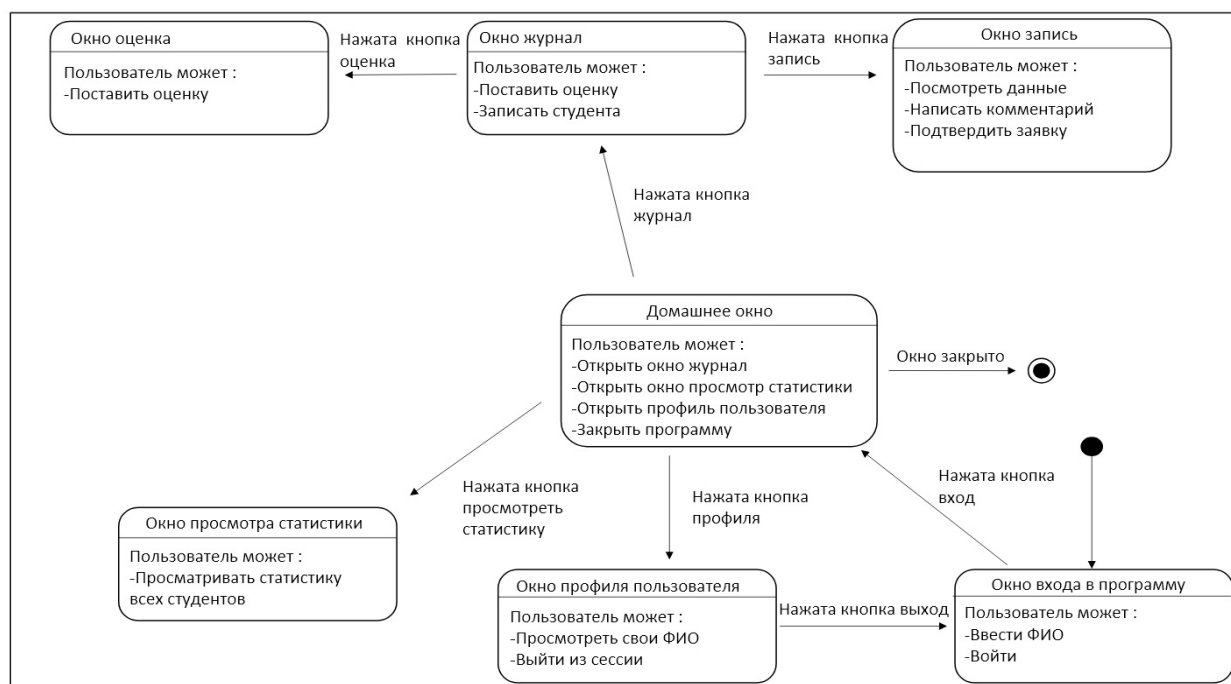 Окно оценка
Пользователь может :
-Поставить оценку
Нажата кнопка
оценка
Окно журнал
Пользователь может :
-Поставить оценку
-Записать студента
Нажата кнопка
запись
Окно запись
Пользователь может :
-Посмотреть данные
-Написать комментарий
-Подтвердить заявку
Нажата кнопка
журнал
Домашнее окно
Пользователь может :
-Открыть окно журнал
-Открыть окно просмотр статистики
-Открыть профиль пользователя
-Закрыть программу
Окно закрыто
Нажата кнопка
просмотреть
статистику
Нажата кнопка
профиля
Нажата кнопка
вход
Окно просмотра статистики
Пользователь может :
-Просматривать статистику
всех студентов
Окно профиля пользователя
Пользователь может :
-Просмотреть свои ФИО
-Выйти из сессии
Нажата кнопка выход
Окно входа в программу
Пользователь может :
-Ввести ФИО
-Войти